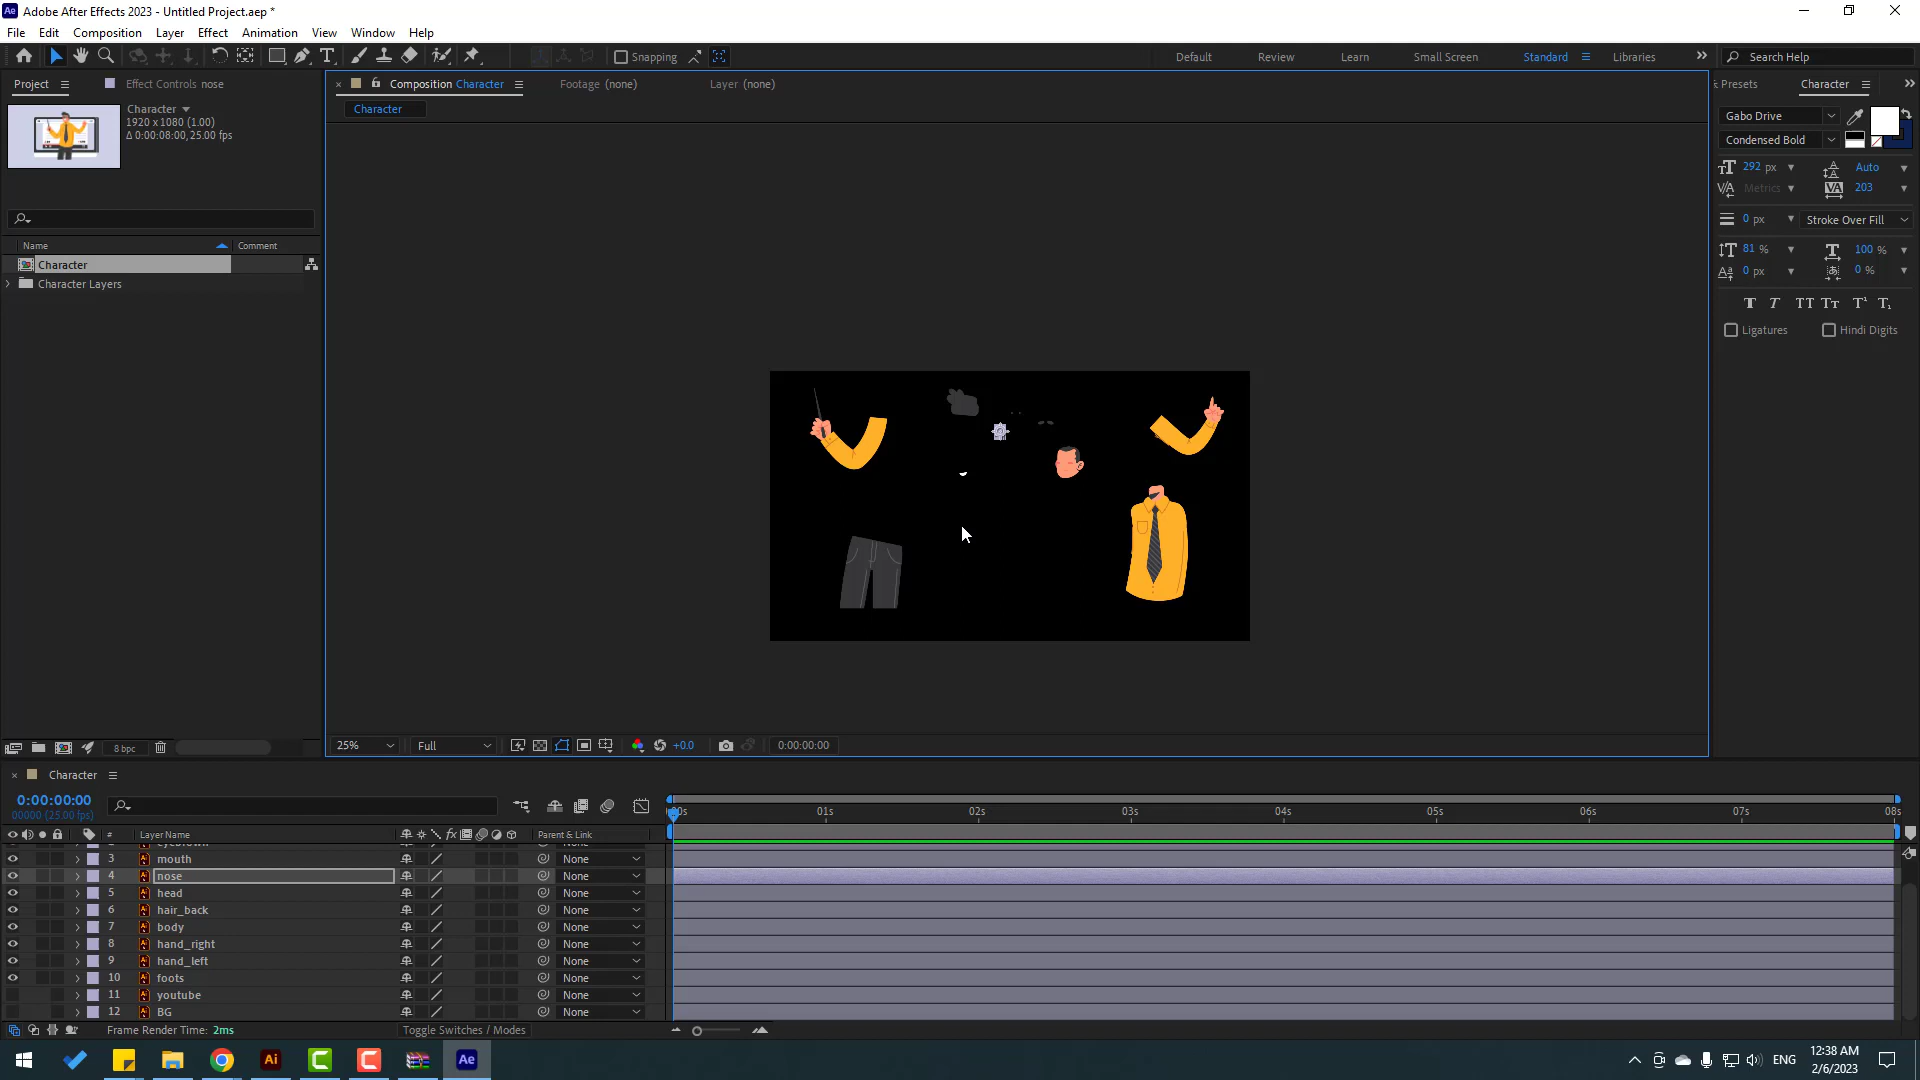 Adobe After Effects 2023 - Untitled Project.aep *
File Edit Composition Layer Effect Animation View Window Help
Snapping
Default Review Learn Small Screen Standard Libraries
Search Help
Project Effect Controls nose
Composition Character Footage (none) Layer (none)
Presets Character
Character
1920 x 1080 (1.00)
Δ 0:00:08:00, 25.00 fps
Character
Gabo Drive
Condensed Bold
292 px Auto
Metrics 203
0 px Stroke Over Fill
81 % 100 %
0 px 0 %
Ligatures Hindi Digits
Name Comment
Character
Character Layers
8 bpc
25% Full +0.0 0:00:00:00
Character
0:00:00:00
00000 (25.00 fps)
01s 02s 03s 04s 05s 06s 07s 08s
# Layer Name Parent & Link
3 mouth None
4 nose None
5 head None
6 hair_back None
7 body None
8 hand_right None
9 hand_left None
10 foots None
11 youtube None
12 BG None
Frame Render Time: 2ms Toggle Switches / Modes
ENG 12:38 AM
2/6/2023